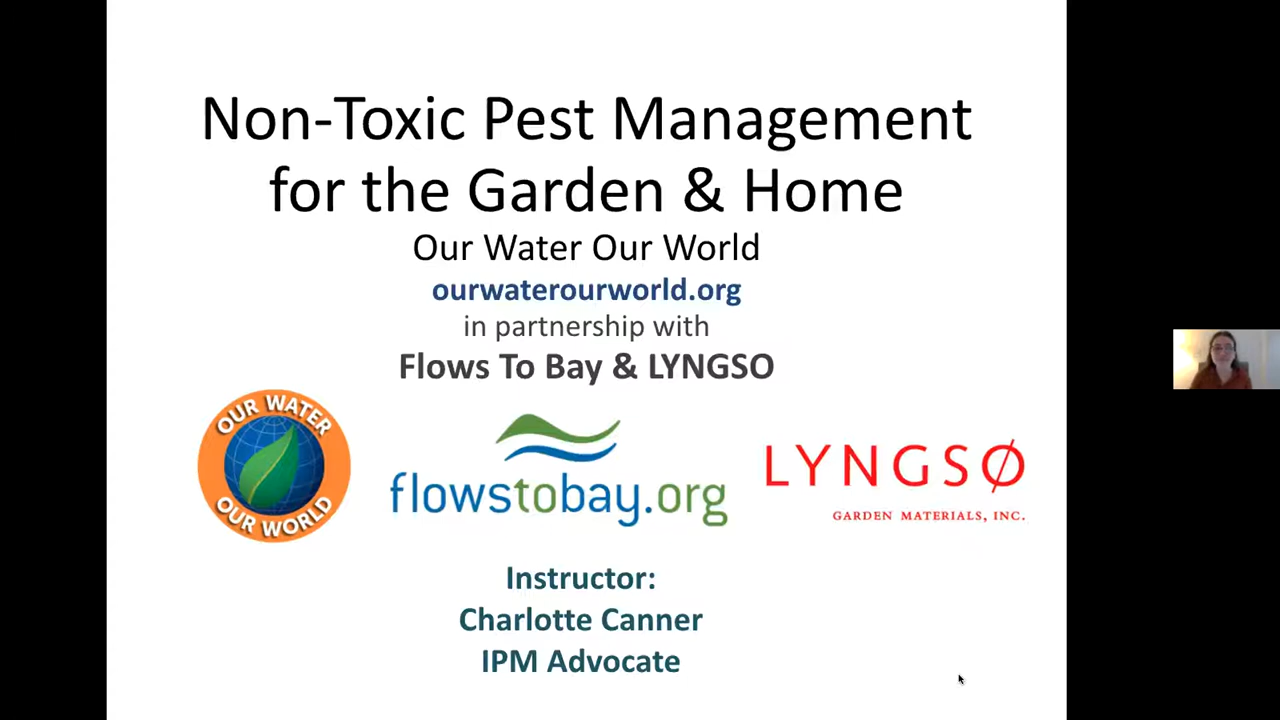 Non-Toxic Pest Management
for the Garden & Home
Our Water Our World
ourwaterourworld.org
in partnership with
Flows To Bay & LYNGSO
OUR WATER
OUR WORLD
flowstobay.org
LYNGSØ
GARDEN MATERIALS, INC.
Instructor:
Charlotte Canner
IPM Advocate